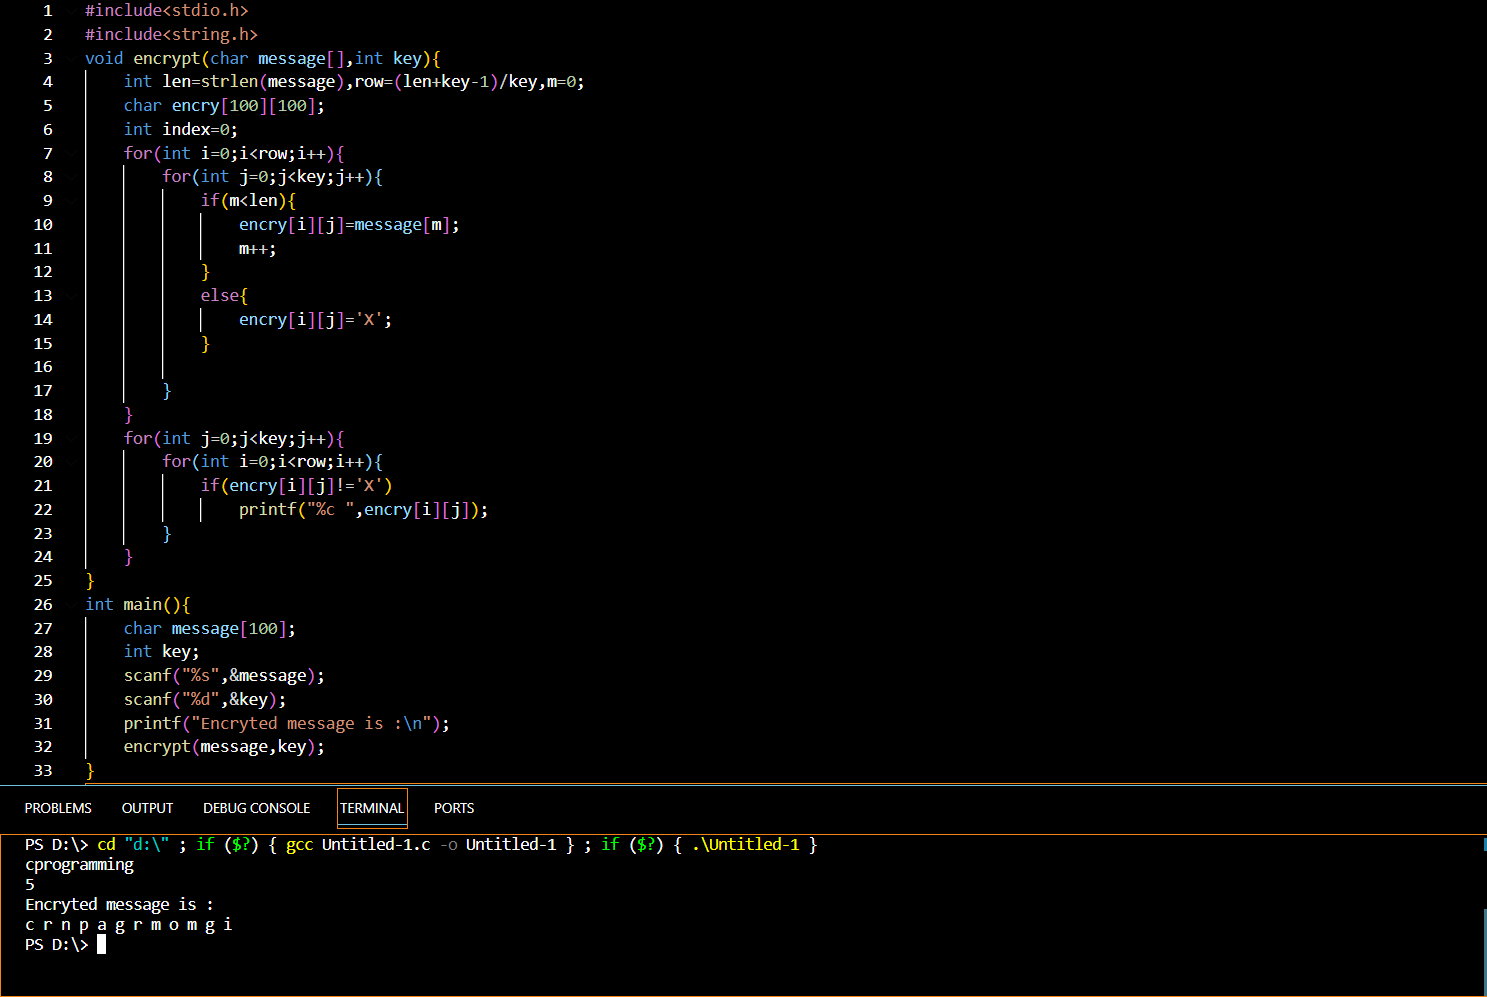 1 #include<stdio.h>
2 #include<string.h>
3 void encrypt(char message[],int key){
4     int len=strlen(message),row=(len+key-1)/key,m=0;
5     char encry[100][100];
6     int index=0;
7     for(int i=0;i<row;i++){
8         for(int j=0;j<key;j++){
9             if(m<len){
10                 encry[i][j]=message[m];
11                 m++;
12             }
13             else{
14                 encry[i][j]='X';
15             }
16
17         }
18     }
19     for(int j=0;j<key;j++){
20         for(int i=0;i<row;i++){
21             if(encry[i][j]!='X')
22                 printf("%c ",encry[i][j]);
23         }
24     }
25 }
26 int main(){
27     char message[100];
28     int key;
29     scanf("%s",&message);
30     scanf("%d",&key);
31     printf("Encryted message is :\n");
32     encrypt(message,key);
33 }
PROBLEMS OUTPUT DEBUG CONSOLE TERMINAL PORTS
PS D:\> cd "d:\" ; if ($?) { gcc Untitled-1.c -o Untitled-1 } ; if ($?) { .\Untitled-1 }
cprogramming
5
Encryted message is :
c r n p a g r m o m g i
PS D:\>